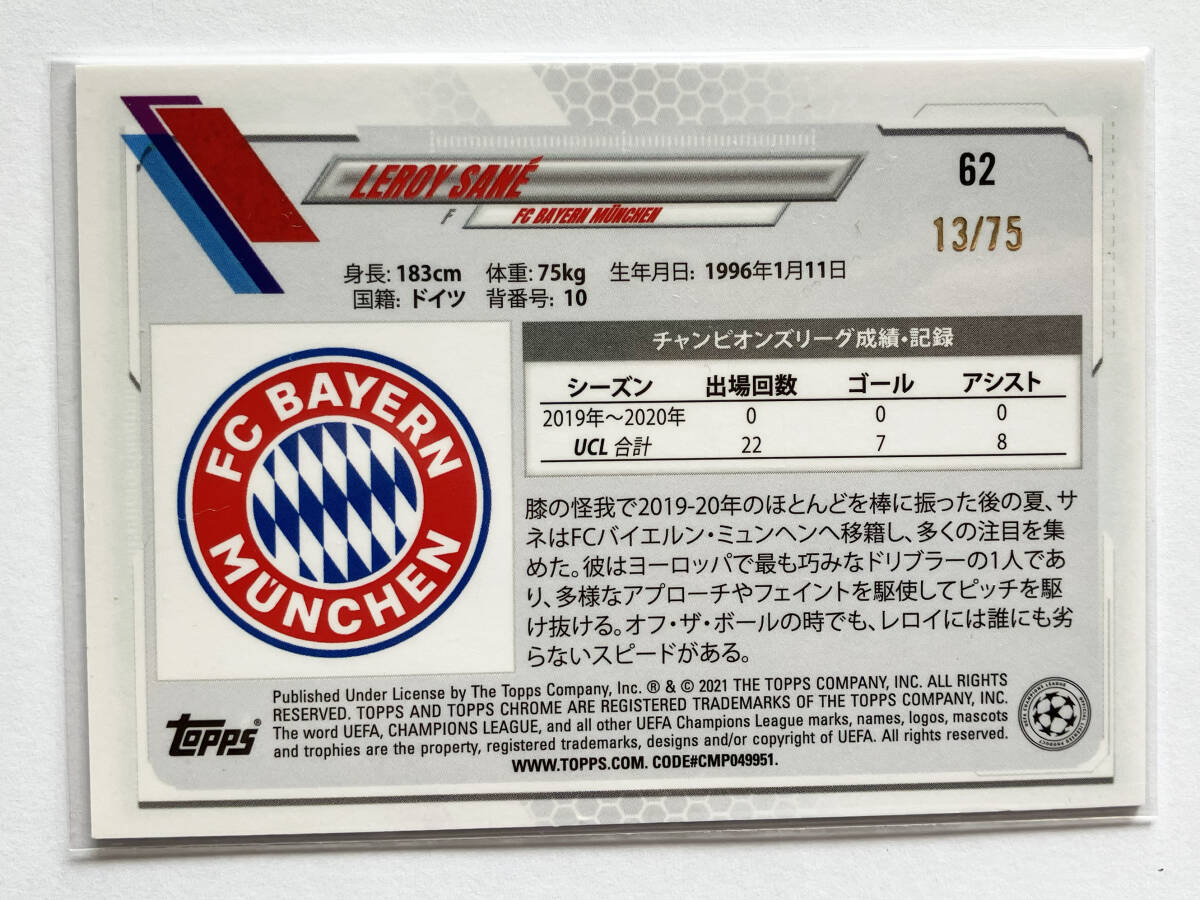 LEROY SANÉ
62
F
FC BAYERN MÜNCHEN
13/75
身長: 183cm 体重: 75kg 生年月日: 1996年1月11日
国籍: ドイツ 背番号: 10
チャンピオンズリーグ成績・記録
シーズン 出場回数 ゴール アシスト
2019年～2020年 0 0 0
UCL 合計 22 7 8
FC BAYERN
MÜNCHEN
膝の怪我で2019-20年のほとんどを棒に振った後の夏、サ
ネはFCバイエルン・ミュンヘンへ移籍し、多くの注目を集
めた。彼はヨーロッパで最も巧みなドリブラーの1人であ
り、多様なアプローチやフェイントを駆使してピッチを駆
け抜ける。オフ・ザ・ボールの時でも、レロイには誰にも劣
らないスピードがある。
Published Under License by The Topps Company, Inc. ® & © 2021 THE TOPPS COMPANY, INC. ALL RIGHTS
RESERVED. TOPPS AND TOPPS CHROME ARE REGISTERED TRADEMARKS OF THE TOPPS COMPANY, INC.
The word UEFA, CHAMPIONS LEAGUE, and all other UEFA Champions League marks, names, logos, mascots
and trophies are the property, registered trademarks, designs and/or copyright of UEFA. All rights reserved.
WWW.TOPPS.COM. CODE#CMP049951.
TOPPS®
UEFA CHAMPIONS LEAGUE
OFFICIAL LICENSED PRODUCT